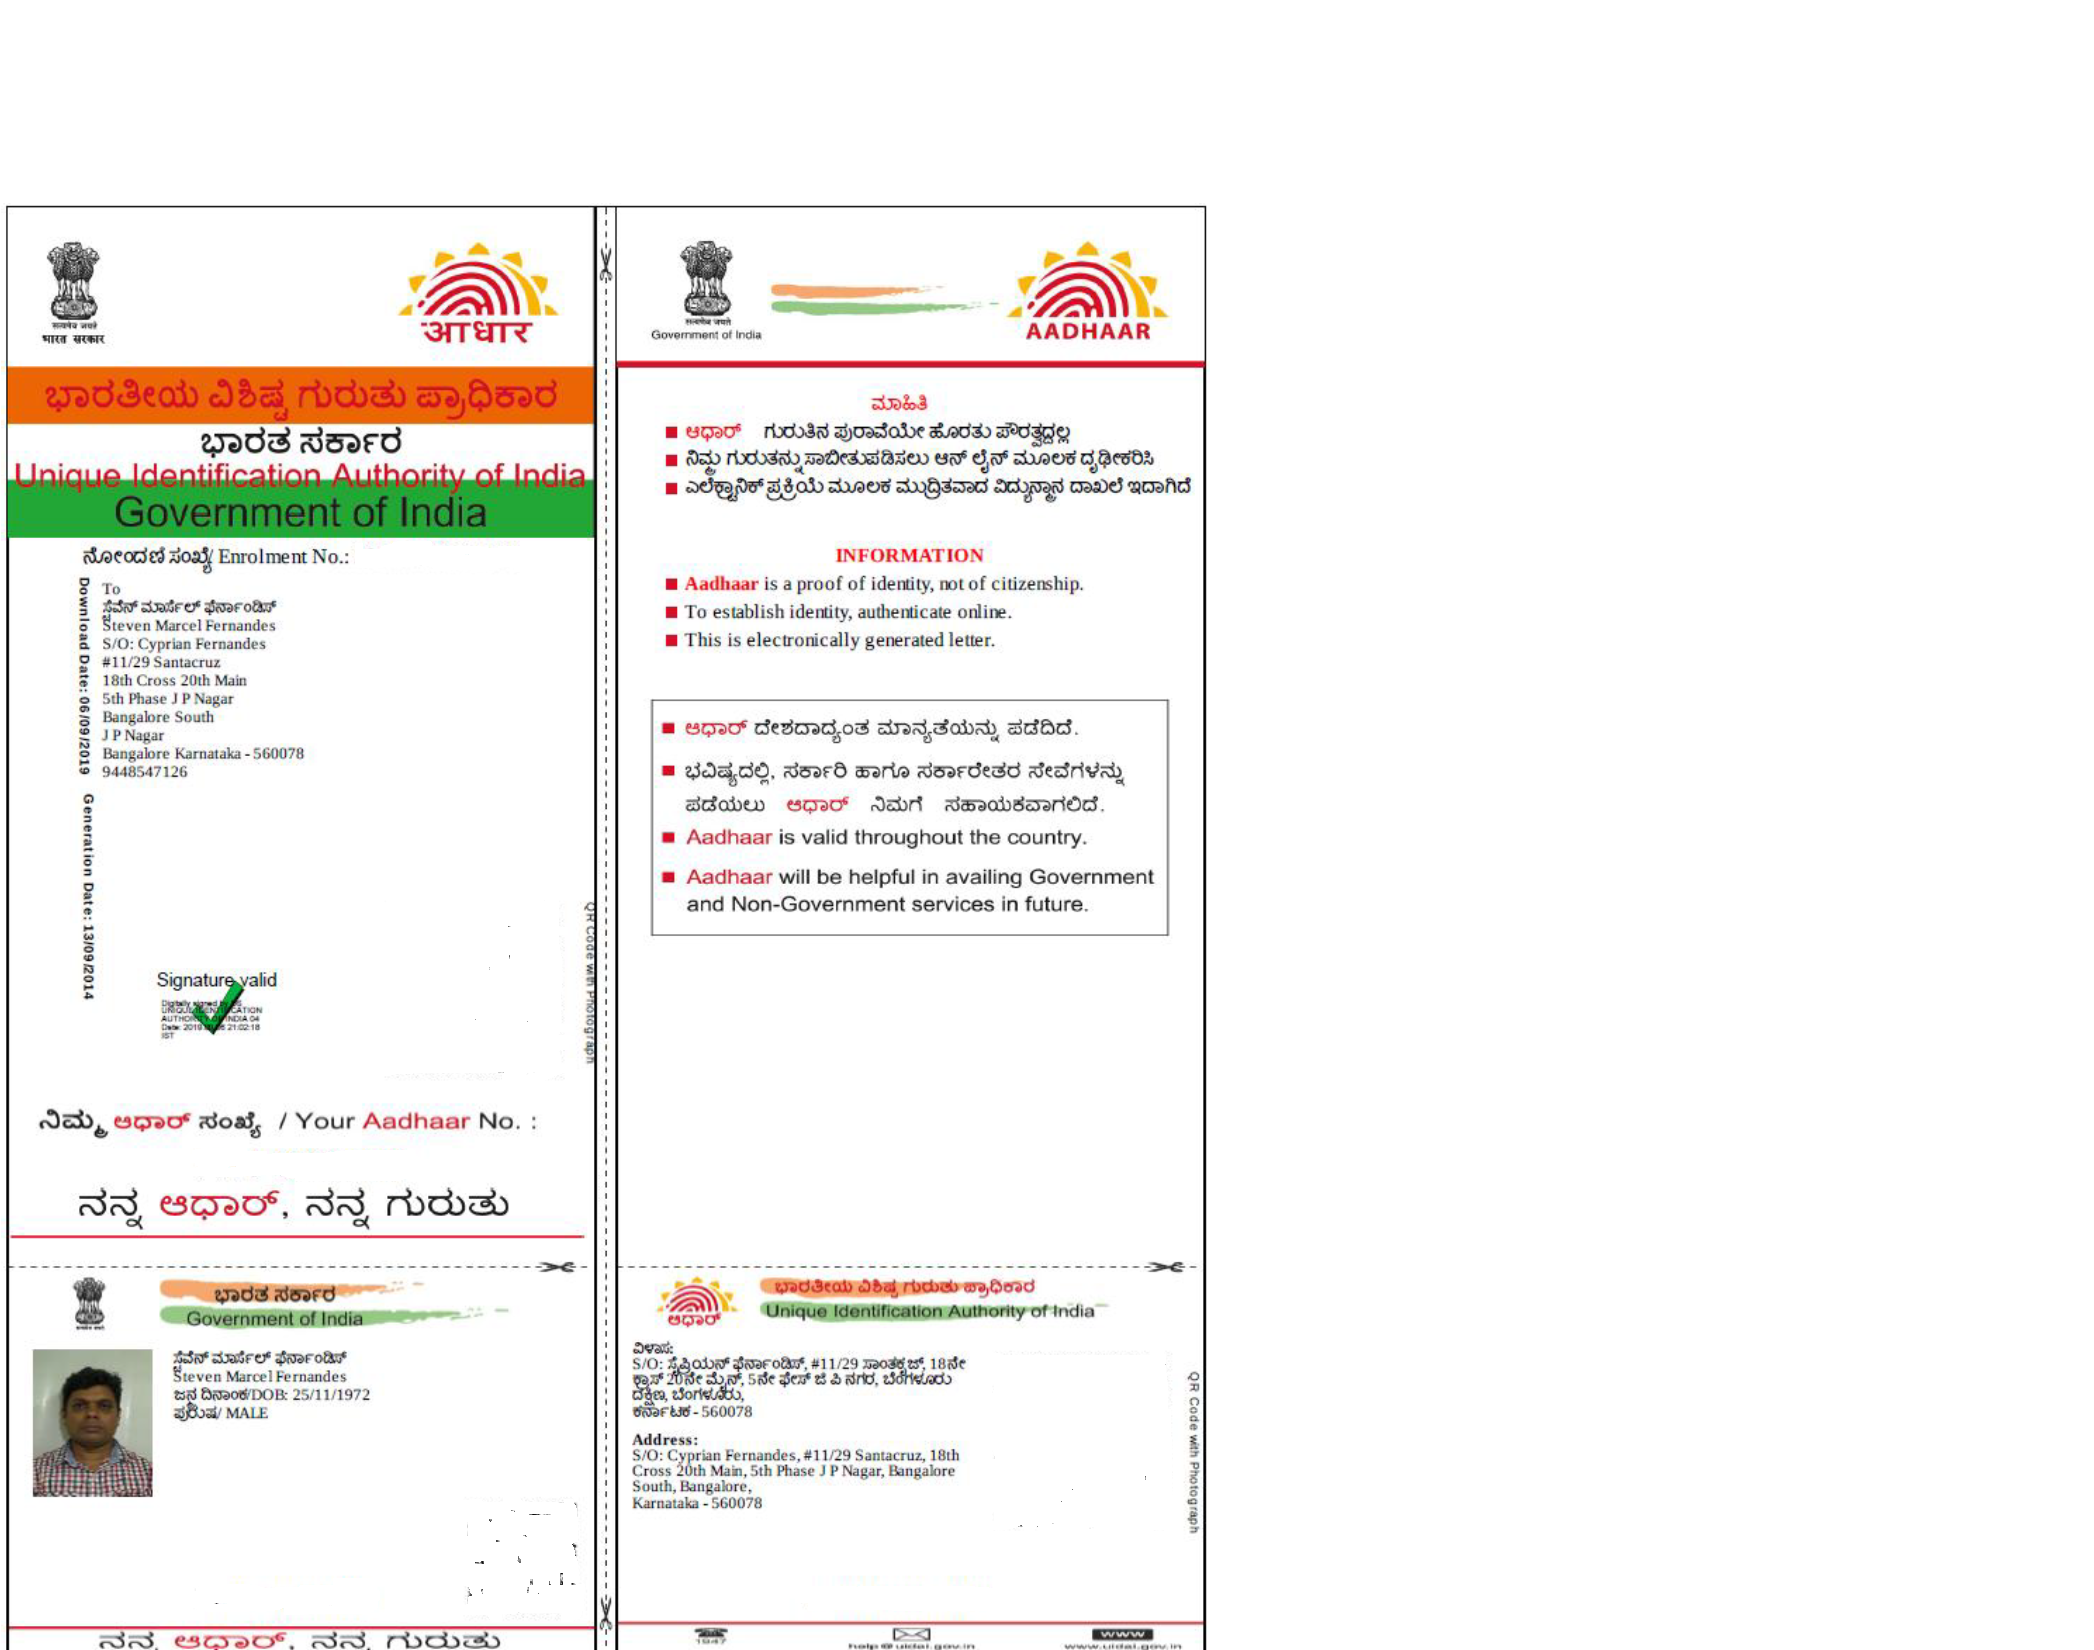 सत्यमेव जयते
भारत सरकार
आधार
ಭಾರತೀಯ ವಿಶಿಷ್ಟ ಗುರುತು ಪ್ರಾಧಿಕಾರ
ಭಾರತ ಸರ್ಕಾರ
Unique Identification Authority of India
Government of India
ನೋಂದಣಿ ಸಂಖ್ಯೆ/ Enrolment No.:
Download Date: 06/09/2019
Generation Date: 13/09/2014
To
ಸ್ಟೆವೆನ್ ಮಾರ್ಸೆಲ್ ಫೆರ್ನಾಂಡಿಸ್
Steven Marcel Fernandes
S/O: Cyprian Fernandes
#11/29 Santacruz
18th Cross 20th Main
5th Phase J P Nagar
Bangalore South
J P Nagar
Bangalore Karnataka - 560078
9448547126
QR Code with Photograph
Signature valid
Digitally signed by DS
UNIQUE IDENTIFICATION
AUTHORITY OF INDIA 04
21:02:18
IST
ನಿಮ್ಮ ಆಧಾರ್ ಸಂಖ್ಯೆ / Your Aadhaar No. :
ನನ್ನ ಆಧಾರ್, ನನ್ನ ಗುರುತು
ಭಾರತ ಸರ್ಕಾರ
Government of India
ಸ್ಟೆವೆನ್ ಮಾರ್ಸೆಲ್ ಫೆರ್ನಾಂಡಿಸ್
Steven Marcel Fernandes
ಜನ್ಮ ದಿನಾಂಕ/DOB: 25/11/1972
ಪುರುಷ/ MALE
ನನ್ನ ಆಧಾರ್, ನನ್ನ ಗುರುತು
सत्यमेव जयते
Government of India
AADHAAR
ಮಾಹಿತಿ
ಆಧಾರ್ ಗುರುತಿನ ಪುರಾವೆಯೇ ಹೊರತು ಪೌರತ್ವದ್ದಲ್ಲ
ನಿಮ್ಮ ಗುರುತನ್ನು ಸಾಬೀತುಪಡಿಸಲು ಆನ್ ಲೈನ್ ಮೂಲಕ ದೃಢೀಕರಿಸಿ
ಎಲೆಕ್ಟ್ರಾನಿಕ್ ಪ್ರಕ್ರಿಯೆ ಮೂಲಕ ಮುದ್ರಿತವಾದ ವಿದ್ಯುನ್ಮಾನ ದಾಖಲೆ ಇದಾಗಿದೆ
INFORMATION
Aadhaar is a proof of identity, not of citizenship.
To establish identity, authenticate online.
This is electronically generated letter.
ಆಧಾರ್ ದೇಶದಾದ್ಯಂತ ಮಾನ್ಯತೆಯನ್ನು ಪಡೆದಿದೆ.
ಭವಿಷ್ಯದಲ್ಲಿ, ಸರ್ಕಾರಿ ಹಾಗೂ ಸರ್ಕಾರೇತರ ಸೇವೆಗಳನ್ನು
ಪಡೆಯಲು ಆಧಾರ್ ನಿಮಗೆ ಸಹಾಯಕವಾಗಲಿದೆ.
Aadhaar is valid throughout the country.
Aadhaar will be helpful in availing Government
and Non-Government services in future.
ಆಧಾರ್
ಭಾರತೀಯ ವಿಶಿಷ್ಟ ಗುರುತು ಪ್ರಾಧಿಕಾರ
Unique Identification Authority of India
ವಿಳಾಸ:
S/O: ಸೈಪ್ರಿಯನ್ ಫೆರ್ನಾಂಡಿಸ್, #11/29 ಸಾಂತಕ್ರೂಜ್, 18ನೇ
ಕ್ರಾಸ್ 20ನೇ ಮೈನ್, 5ನೇ ಫೇಸ್ ಜೆ ಪಿ ನಗರ, ಬೆಂಗಳೂರು
ದಕ್ಷಿಣ, ಬೆಂಗಳೂರು,
ಕರ್ನಾಟಕ - 560078
Address:
S/O: Cyprian Fernandes, #11/29 Santacruz, 18th
Cross 20th Main, 5th Phase J P Nagar, Bangalore
South, Bangalore,
Karnataka - 560078
QR Code with Photograph
1947
help@uidai.gov.in
www
www.uidai.gov.in